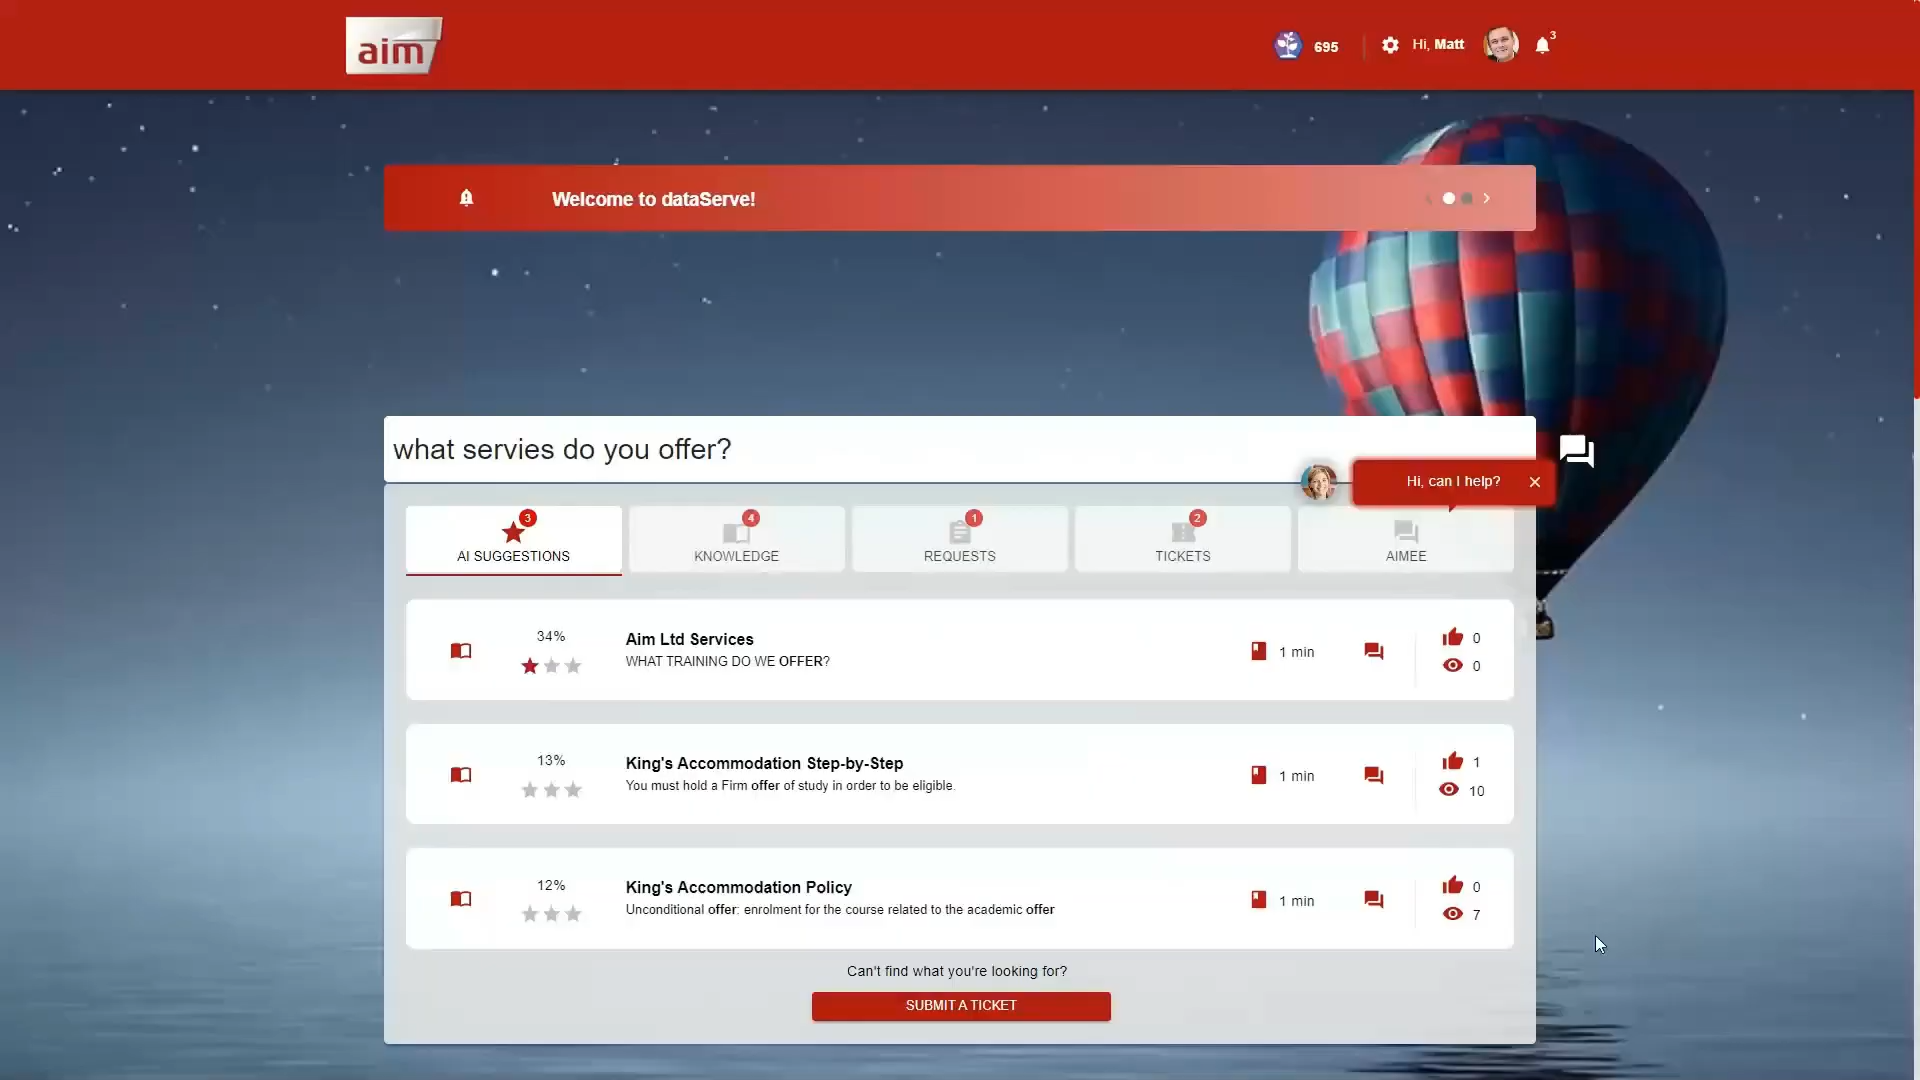 aim
695
Hi, Matt
3
Welcome to dataServe!
what servies do you offer?
Hi, can I help?
3
AI SUGGESTIONS
4
KNOWLEDGE
1
REQUESTS
2
TICKETS
AIMEE
34%
Aim Ltd Services
WHAT TRAINING DO WE OFFER?
1 min
0
0
13%
King's Accommodation Step-by-Step
You must hold a Firm offer of study in order to be eligible.
1 min
1
10
12%
King's Accommodation Policy
Unconditional offer: enrolment for the course related to the academic offer
1 min
0
7
Can't find what you're looking for?
SUBMIT A TICKET